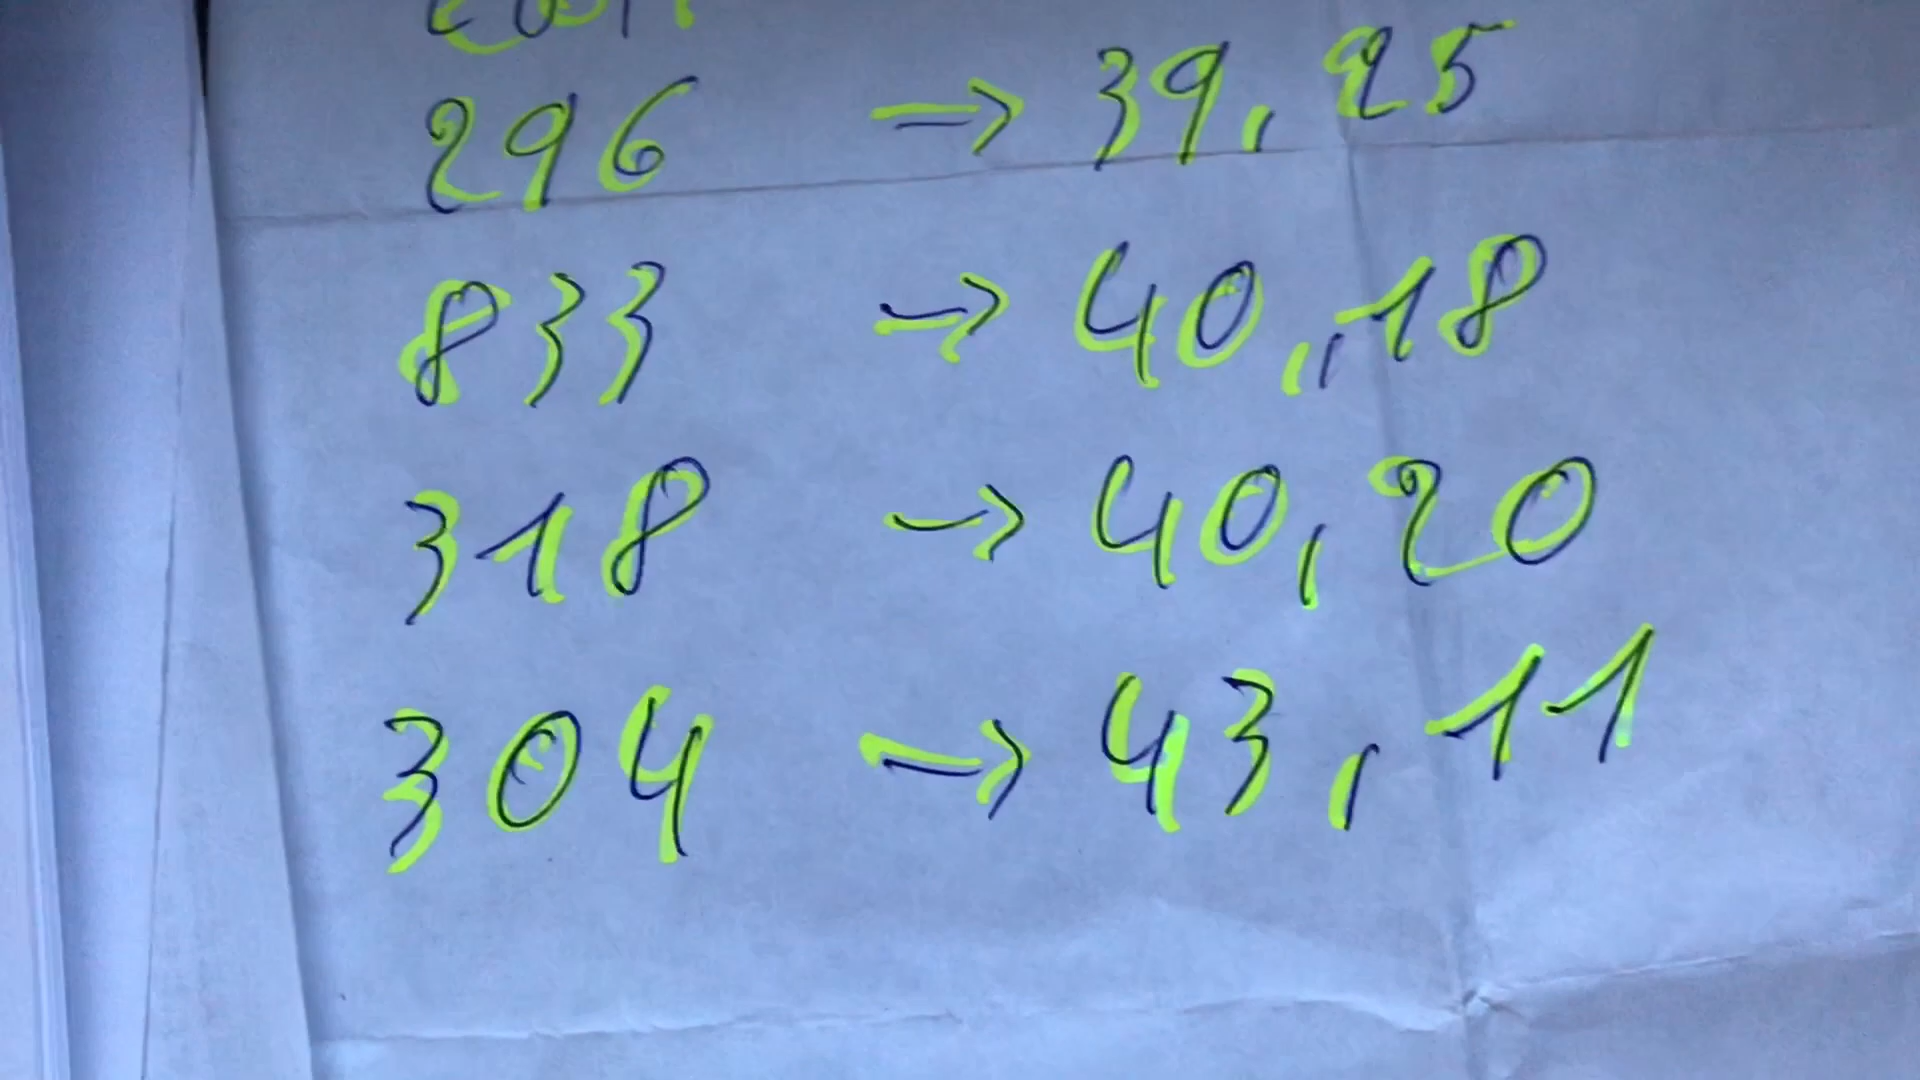 296 → 39,25
833 → 40,18
318 → 40,20
304 → 43,11